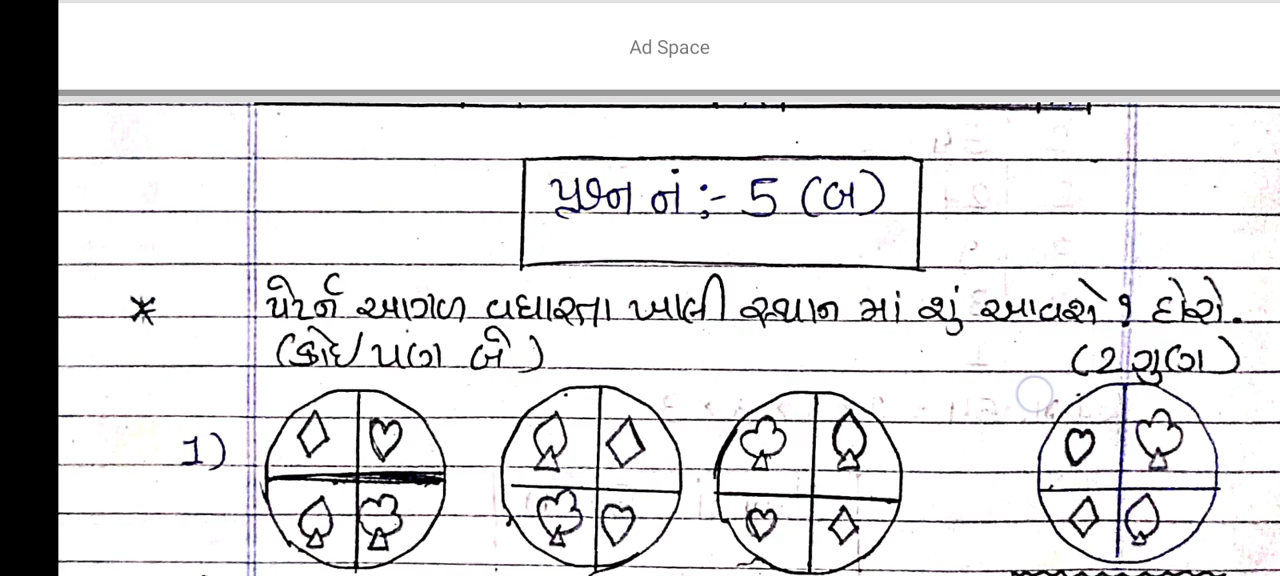 Ad Space
પ્રશ્ન નં :- 5 (બ)
* પેટર્ન આગળ વધારતા ખાલી સ્થાન માં શું આવશે ? દોરો.
(કોઇ પણ બે) (2 ગુણ)
1)